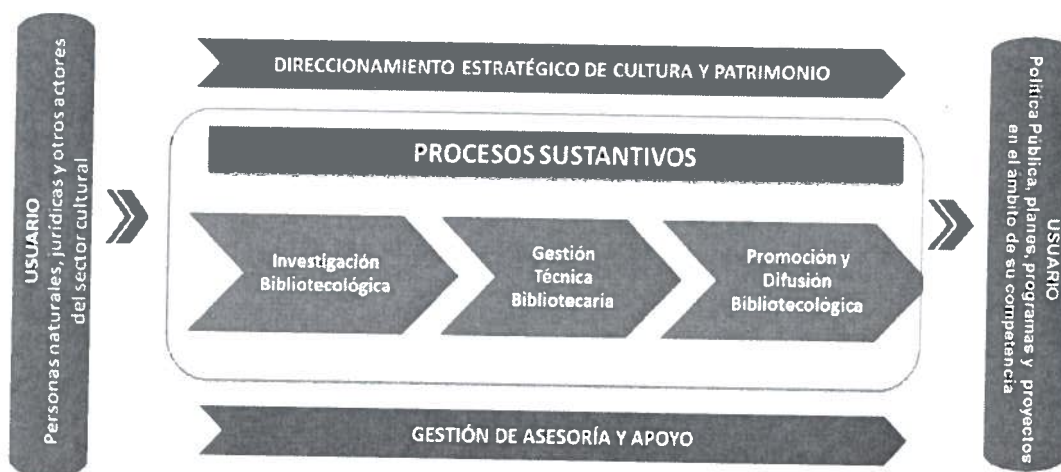 USUARIO
Personas naturales, jurídicas y otros actores
del sector cultural
DIRECCIONAMIENTO ESTRATÉGICO DE CULTURA Y PATRIMONIO
PROCESOS SUSTANTIVOS
Investigación
Bibliotecológica
Gestión
Técnica
Bibliotecaria
Promoción y
Difusión
Bibliotecológica
GESTIÓN DE ASESORÍA Y APOYO
USUARIO
Política Pública, planes, programas y proyectos
en el ámbito de su competencia